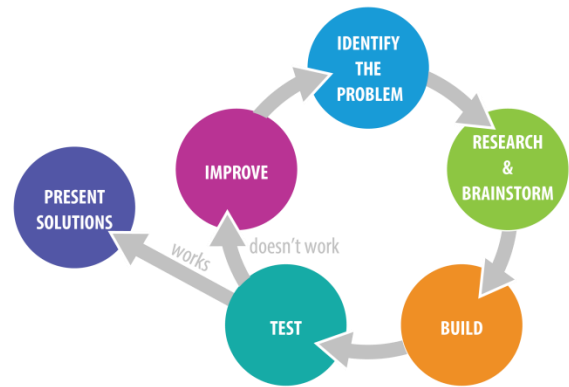 IDENTIFY
THE
PROBLEM
RESEARCH
&
BRAINSTORM
BUILD
TEST
works
doesn't work
PRESENT
SOLUTIONS
IMPROVE